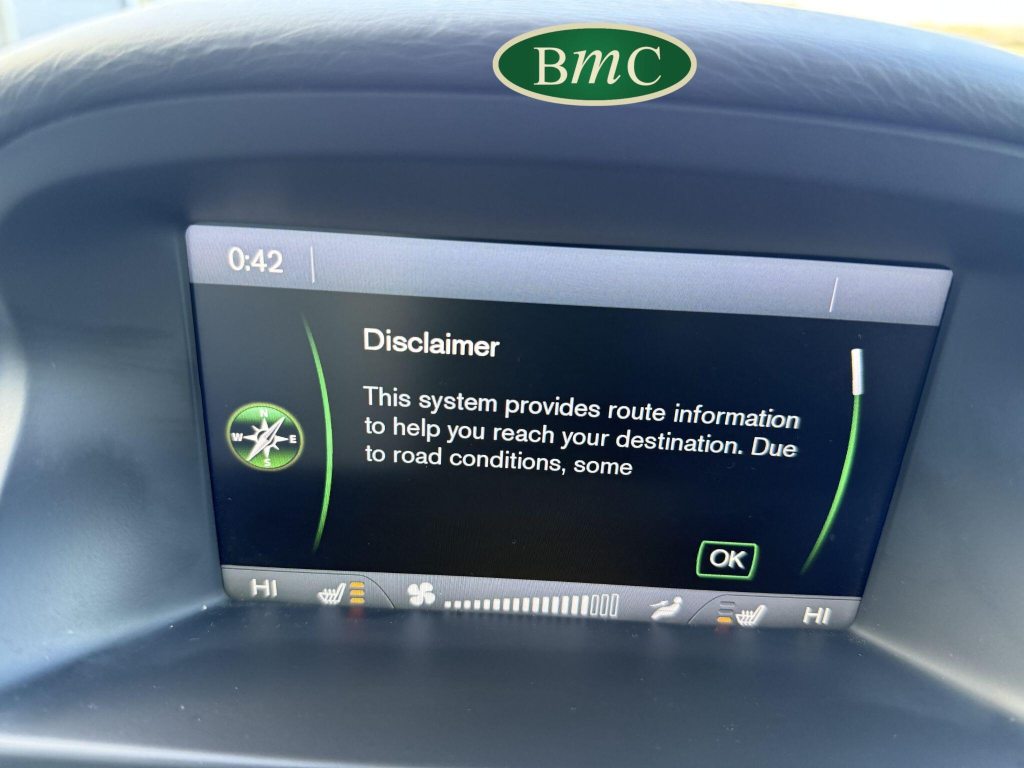 BmC
0:42
Disclaimer
This system provides route information
to help you reach your destination. Due
to road conditions, some
N
W E
S
OK
HI
HI